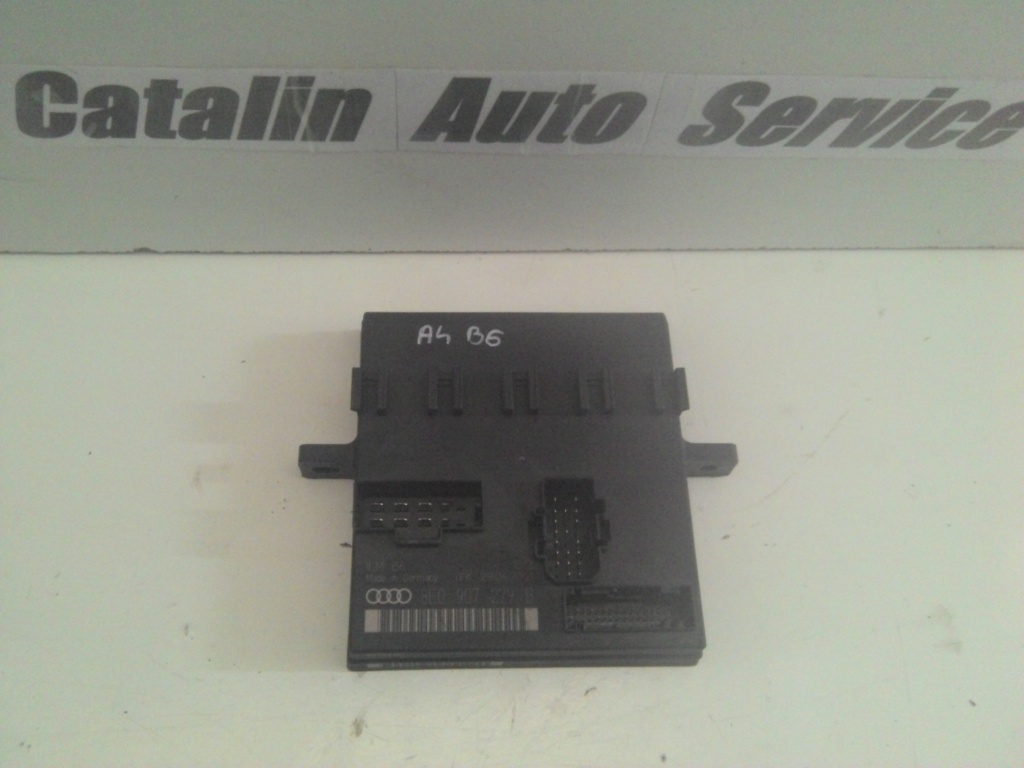 Catalin Auto Service
A4 B6
Made in Germany
8E0 907 279